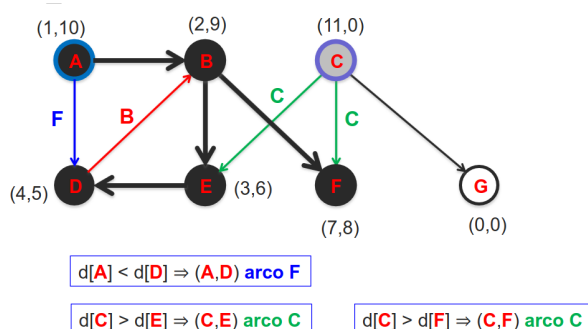 (1,10) (2,9) (11,0)
A B C
F B C C
D E F G
(4,5) (3,6) (7,8) (0,0)
d[A] < d[D] ⇒ (A,D) arco F
d[C] > d[E] ⇒ (C,E) arco C
d[C] > d[F] ⇒ (C,F) arco C